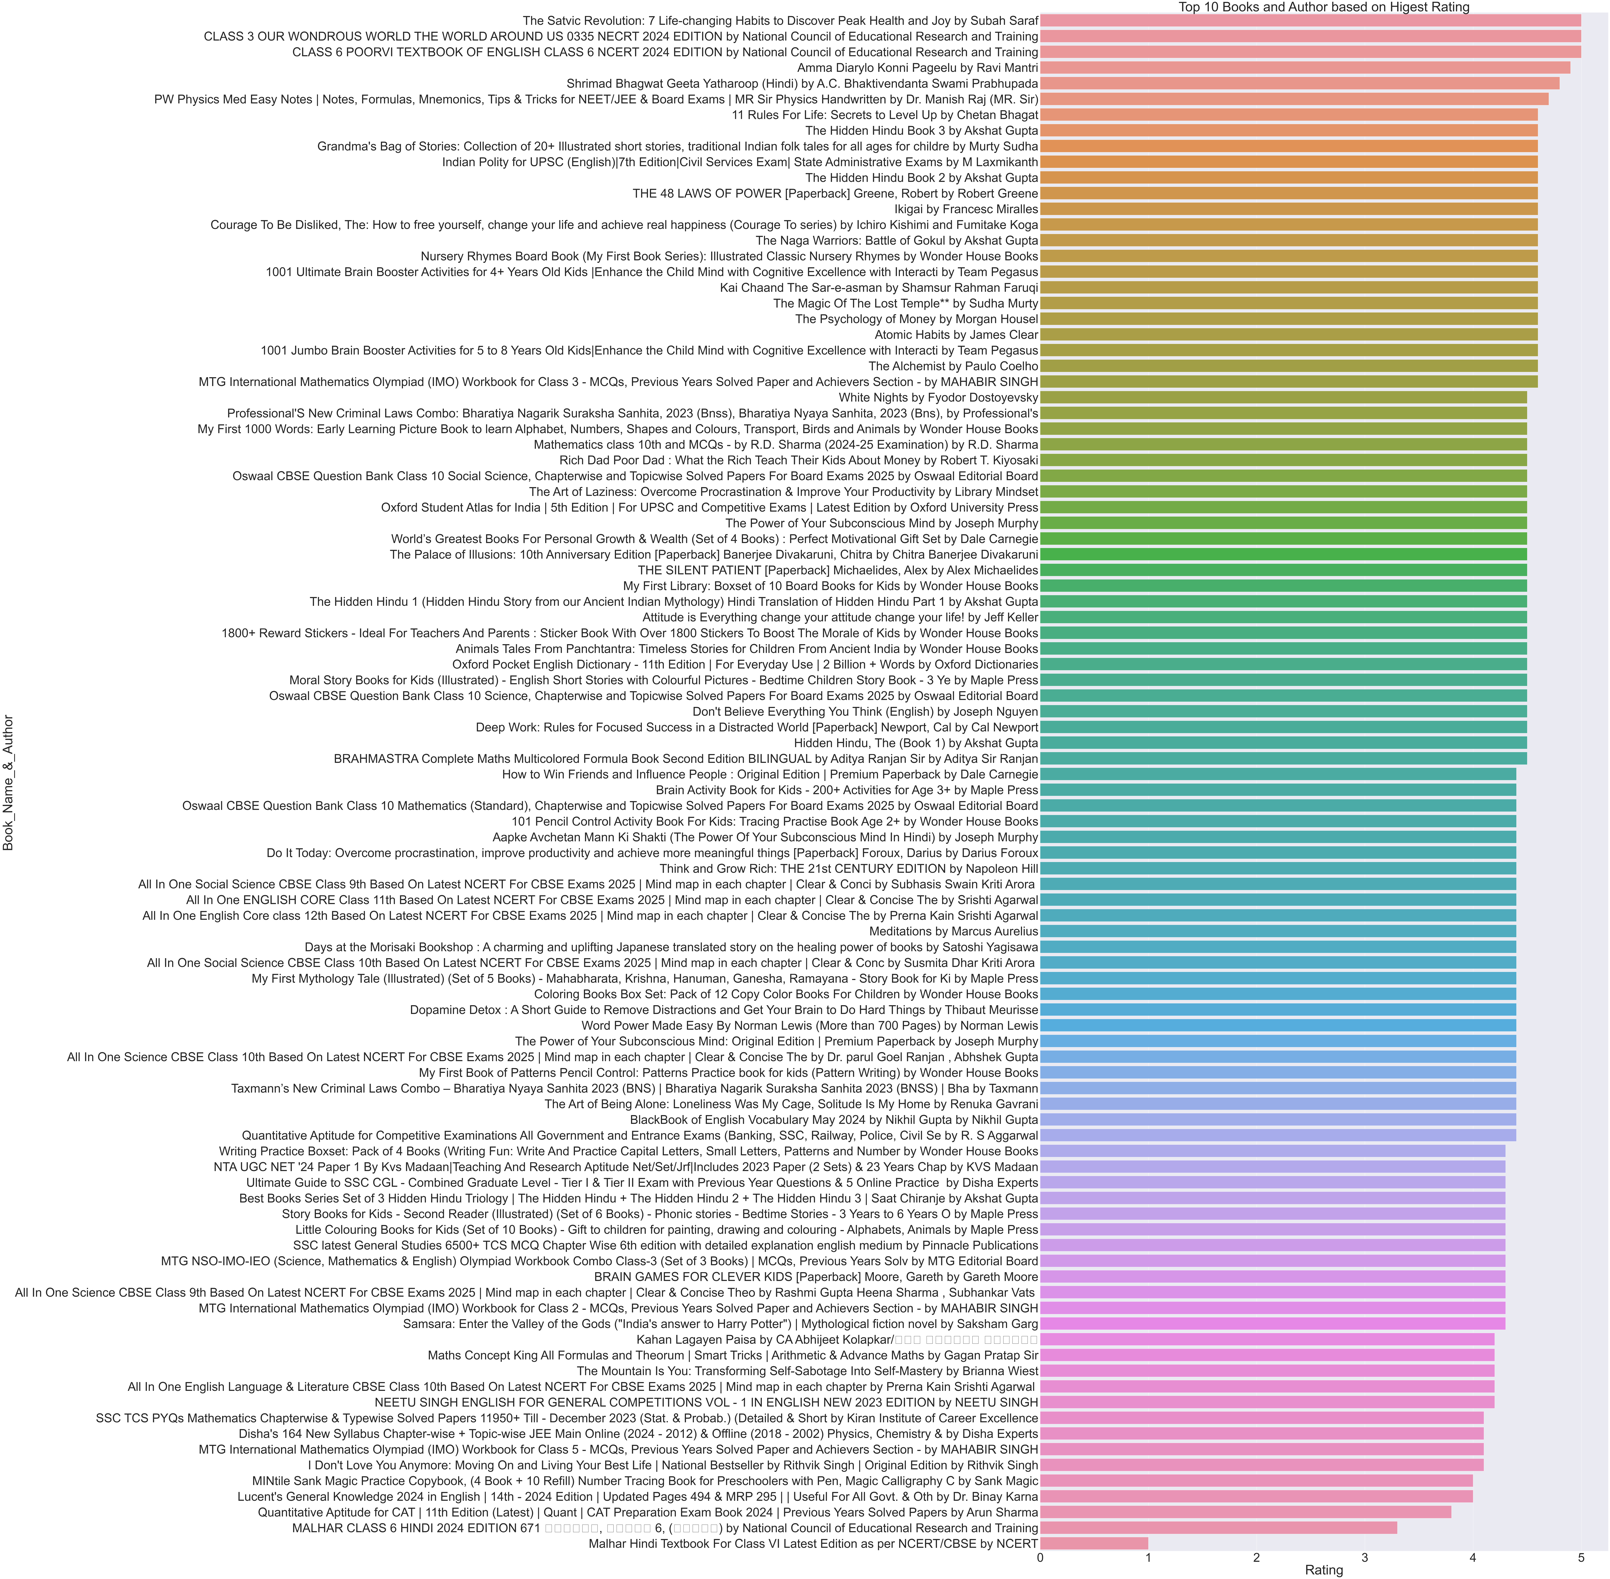 Top 10 Books and Author based on Higest Rating
The Satvic Revolution: 7 Life-changing Habits to Discover Peak Health and Joy by Subah Saraf
CLASS 3 OUR WONDROUS WORLD THE WORLD AROUND US 0335 NECRT 2024 EDITION by National Council of Educational Research and Training
CLASS 6 POORVI TEXTBOOK OF ENGLISH CLASS 6 NCERT 2024 EDITION by National Council of Educational Research and Training
Amma Diarylo Konni Pageelu by Ravi Mantri
Shrimad Bhagwat Geeta Yatharoop (Hindi) by A.C. Bhaktivendanta Swami Prabhupada
PW Physics Med Easy Notes | Notes, Formulas, Mnemonics, Tips & Tricks for NEET/JEE & Board Exams | MR Sir Physics Handwritten by Dr. Manish Raj (MR. Sir)
11 Rules For Life: Secrets to Level Up by Chetan Bhagat
The Hidden Hindu Book 3 by Akshat Gupta
Grandma's Bag of Stories: Collection of 20+ Illustrated short stories, traditional Indian folk tales for all ages for childre by Murty Sudha
Indian Polity for UPSC (English)|7th Edition|Civil Services Exam| State Administrative Exams by M Laxmikanth
The Hidden Hindu Book 2 by Akshat Gupta
THE 48 LAWS OF POWER [Paperback] Greene, Robert by Robert Greene
Ikigai by Francesc Miralles
Courage To Be Disliked, The: How to free yourself, change your life and achieve real happiness (Courage To series) by Ichiro Kishimi and Fumitake Koga
The Naga Warriors: Battle of Gokul by Akshat Gupta
Nursery Rhymes Board Book (My First Book Series): Illustrated Classic Nursery Rhymes by Wonder House Books
1001 Ultimate Brain Booster Activities for 4+ Years Old Kids |Enhance the Child Mind with Cognitive Excellence with Interacti by Team Pegasus
Kai Chaand The Sar-e-asman by Shamsur Rahman Faruqi
The Magic Of The Lost Temple** by Sudha Murty
The Psychology of Money by Morgan Housel
Atomic Habits by James Clear
1001 Jumbo Brain Booster Activities for 5 to 8 Years Old Kids|Enhance the Child Mind with Cognitive Excellence with Interacti by Team Pegasus
The Alchemist by Paulo Coelho
MTG International Mathematics Olympiad (IMO) Workbook for Class 3 - MCQs, Previous Years Solved Paper and Achievers Section - by MAHABIR SINGH
White Nights by Fyodor Dostoyevsky
Professional'S New Criminal Laws Combo: Bharatiya Nagarik Suraksha Sanhita, 2023 (Bnss), Bharatiya Nyaya Sanhita, 2023 (Bns), by Professional's
My First 1000 Words: Early Learning Picture Book to learn Alphabet, Numbers, Shapes and Colours, Transport, Birds and Animals by Wonder House Books
Mathematics class 10th and MCQs - by R.D. Sharma (2024-25 Examination) by R.D. Sharma
Rich Dad Poor Dad : What the Rich Teach Their Kids About Money by Robert T. Kiyosaki
Oswaal CBSE Question Bank Class 10 Social Science, Chapterwise and Topicwise Solved Papers For Board Exams 2025 by Oswaal Editorial Board
The Art of Laziness: Overcome Procrastination & Improve Your Productivity by Library Mindset
Oxford Student Atlas for India | 5th Edition | For UPSC and Competitive Exams | Latest Edition by Oxford University Press
The Power of Your Subconscious Mind by Joseph Murphy
World's Greatest Books For Personal Growth & Wealth (Set of 4 Books) : Perfect Motivational Gift Set by Dale Carnegie
The Palace of Illusions: 10th Anniversary Edition [Paperback] Banerjee Divakaruni, Chitra by Chitra Banerjee Divakaruni
THE SILENT PATIENT [Paperback] Michaelides, Alex by Alex Michaelides
My First Library: Boxset of 10 Board Books for Kids by Wonder House Books
The Hidden Hindu 1 (Hidden Hindu Story from our Ancient Indian Mythology) Hindi Translation of Hidden Hindu Part 1 by Akshat Gupta
Attitude is Everything change your attitude change your life! by Jeff Keller
1800+ Reward Stickers - Ideal For Teachers And Parents : Sticker Book With Over 1800 Stickers To Boost The Morale of Kids by Wonder House Books
Animals Tales From Panchtantra: Timeless Stories for Children From Ancient India by Wonder House Books
Oxford Pocket English Dictionary - 11th Edition | For Everyday Use | 2 Billion + Words by Oxford Dictionaries
Moral Story Books for Kids (Illustrated) - English Short Stories with Colourful Pictures - Bedtime Children Story Book - 3 Ye by Maple Press
Oswaal CBSE Question Bank Class 10 Science, Chapterwise and Topicwise Solved Papers For Board Exams 2025 by Oswaal Editorial Board
Don't Believe Everything You Think (English) by Joseph Nguyen
Deep Work: Rules for Focused Success in a Distracted World [Paperback] Newport, Cal by Cal Newport
Hidden Hindu, The (Book 1) by Akshat Gupta
BRAHMASTRA Complete Maths Multicolored Formula Book Second Edition BILINGUAL by Aditya Ranjan Sir by Aditya Sir Ranjan
How to Win Friends and Influence People : Original Edition | Premium Paperback by Dale Carnegie
Brain Activity Book for Kids - 200+ Activities for Age 3+ by Maple Press
Oswaal CBSE Question Bank Class 10 Mathematics (Standard), Chapterwise and Topicwise Solved Papers For Board Exams 2025 by Oswaal Editorial Board
101 Pencil Control Activity Book For Kids: Tracing Practise Book Age 2+ by Wonder House Books
Aapke Avchetan Mann Ki Shakti (The Power Of Your Subconscious Mind In Hindi) by Joseph Murphy
Do It Today: Overcome procrastination, improve productivity and achieve more meaningful things [Paperback] Foroux, Darius by Darius Foroux
Think and Grow Rich: THE 21st CENTURY EDITION by Napoleon Hill
All In One Social Science CBSE Class 9th Based On Latest NCERT For CBSE Exams 2025 | Mind map in each chapter | Clear & Conci by Subhasis Swain Kriti Arora
All In One ENGLISH CORE Class 11th Based On Latest NCERT For CBSE Exams 2025 | Mind map in each chapter | Clear & Concise The by Srishti Agarwal
All In One English Core class 12th Based On Latest NCERT For CBSE Exams 2025 | Mind map in each chapter | Clear & Concise The by Prerna Kain Srishti Agarwal
Meditations by Marcus Aurelius
Days at the Morisaki Bookshop : A charming and uplifting Japanese translated story on the healing power of books by Satoshi Yagisawa
All In One Social Science CBSE Class 10th Based On Latest NCERT For CBSE Exams 2025 | Mind map in each chapter | Clear & Conc by Susmita Dhar Kriti Arora
My First Mythology Tale (Illustrated) (Set of 5 Books) - Mahabharata, Krishna, Hanuman, Ganesha, Ramayana - Story Book for Ki by Maple Press
Coloring Books Box Set: Pack of 12 Copy Color Books For Children by Wonder House Books
Dopamine Detox : A Short Guide to Remove Distractions and Get Your Brain to Do Hard Things by Thibaut Meurisse
Word Power Made Easy By Norman Lewis (More than 700 Pages) by Norman Lewis
The Power of Your Subconscious Mind: Original Edition | Premium Paperback by Joseph Murphy
All In One Science CBSE Class 10th Based On Latest NCERT For CBSE Exams 2025 | Mind map in each chapter | Clear & Concise The by Dr. parul Goel Ranjan , Abhshek Gupta
My First Book of Patterns Pencil Control: Patterns Practice book for kids (Pattern Writing) by Wonder House Books
Taxmann's New Criminal Laws Combo – Bharatiya Nyaya Sanhita 2023 (BNS) | Bharatiya Nagarik Suraksha Sanhita 2023 (BNSS) | Bha by Taxmann
The Art of Being Alone: Loneliness Was My Cage, Solitude Is My Home by Renuka Gavrani
BlackBook of English Vocabulary May 2024 by Nikhil Gupta by Nikhil Gupta
Quantitative Aptitude for Competitive Examinations All Government and Entrance Exams (Banking, SSC, Railway, Police, Civil Se by R. S Aggarwal
Writing Practice Boxset: Pack of 4 Books (Writing Fun: Write And Practice Capital Letters, Small Letters, Patterns and Number by Wonder House Books
NTA UGC NET '24 Paper 1 By Kvs Madaan|Teaching And Research Aptitude Net/Set/Jrf|Includes 2023 Paper (2 Sets) & 23 Years Chap by KVS Madaan
Ultimate Guide to SSC CGL - Combined Graduate Level - Tier I & Tier II Exam with Previous Year Questions & 5 Online Practice by Disha Experts
Best Books Series Set of 3 Hidden Hindu Triology | The Hidden Hindu + The Hidden Hindu 2 + The Hidden Hindu 3 | Saat Chiranje by Akshat Gupta
Story Books for Kids - Second Reader (Illustrated) (Set of 6 Books) - Phonic stories - Bedtime Stories - 3 Years to 6 Years O by Maple Press
Little Colouring Books for Kids (Set of 10 Books) - Gift to children for painting, drawing and colouring - Alphabets, Animals by Maple Press
SSC latest General Studies 6500+ TCS MCQ Chapter Wise 6th edition with detailed explanation english medium by Pinnacle Publications
MTG NSO-IMO-IEO (Science, Mathematics & English) Olympiad Workbook Combo Class-3 (Set of 3 Books) | MCQs, Previous Years Solv by MTG Editorial Board
BRAIN GAMES FOR CLEVER KIDS [Paperback] Moore, Gareth by Gareth Moore
All In One Science CBSE Class 9th Based On Latest NCERT For CBSE Exams 2025 | Mind map in each chapter | Clear & Concise Theo by Rashmi Gupta Heena Sharma , Subhankar Vats
MTG International Mathematics Olympiad (IMO) Workbook for Class 2 - MCQs, Previous Years Solved Paper and Achievers Section - by MAHABIR SINGH
Samsara: Enter the Valley of the Gods ("India's answer to Harry Potter") | Mythological fiction novel by Saksham Garg
Kahan Lagayen Paisa by CA Abhijeet Kolapkar/
Maths Concept King All Formulas and Theorum | Smart Tricks | Arithmetic & Advance Maths by Gagan Pratap Sir
The Mountain Is You: Transforming Self-Sabotage Into Self-Mastery by Brianna Wiest
All In One English Language & Literature CBSE Class 10th Based On Latest NCERT For CBSE Exams 2025 | Mind map in each chapter by Prerna Kain Srishti Agarwal
NEETU SINGH ENGLISH FOR GENERAL COMPETITIONS VOL - 1 IN ENGLISH NEW 2023 EDITION by NEETU SINGH
SSC TCS PYQs Mathematics Chapterwise & Typewise Solved Papers 11950+ Till - December 2023 (Stat. & Probab.) (Detailed & Short by Kiran Institute of Career Excellence
Disha's 164 New Syllabus Chapter-wise + Topic-wise JEE Main Online (2024 - 2012) & Offline (2018 - 2002) Physics, Chemistry & by Disha Experts
MTG International Mathematics Olympiad (IMO) Workbook for Class 5 - MCQs, Previous Years Solved Paper and Achievers Section - by MAHABIR SINGH
I Don't Love You Anymore: Moving On and Living Your Best Life | National Bestseller by Rithvik Singh | Original Edition by Rithvik Singh
MINtile Sank Magic Practice Copybook, (4 Book + 10 Refill) Number Tracing Book for Preschoolers with Pen, Magic Calligraphy C by Sank Magic
Lucent's General Knowledge 2024 in English | 14th - 2024 Edition | Updated Pages 494 & MRP 295 | | Useful For All Govt. & Oth by Dr. Binay Karna
Quantitative Aptitude for CAT | 11th Edition (Latest) | Quant | CAT Preparation Exam Book 2024 | Previous Years Solved Papers by Arun Sharma
MALHAR CLASS 6 HINDI 2024 EDITION 671 , 6, () by National Council of Educational Research and Training
Malhar Hindi Textbook For Class VI Latest Edition as per NCERT/CBSE by NCERT
Book_Name_&_Author
0 1 2 3 4 5
Rating